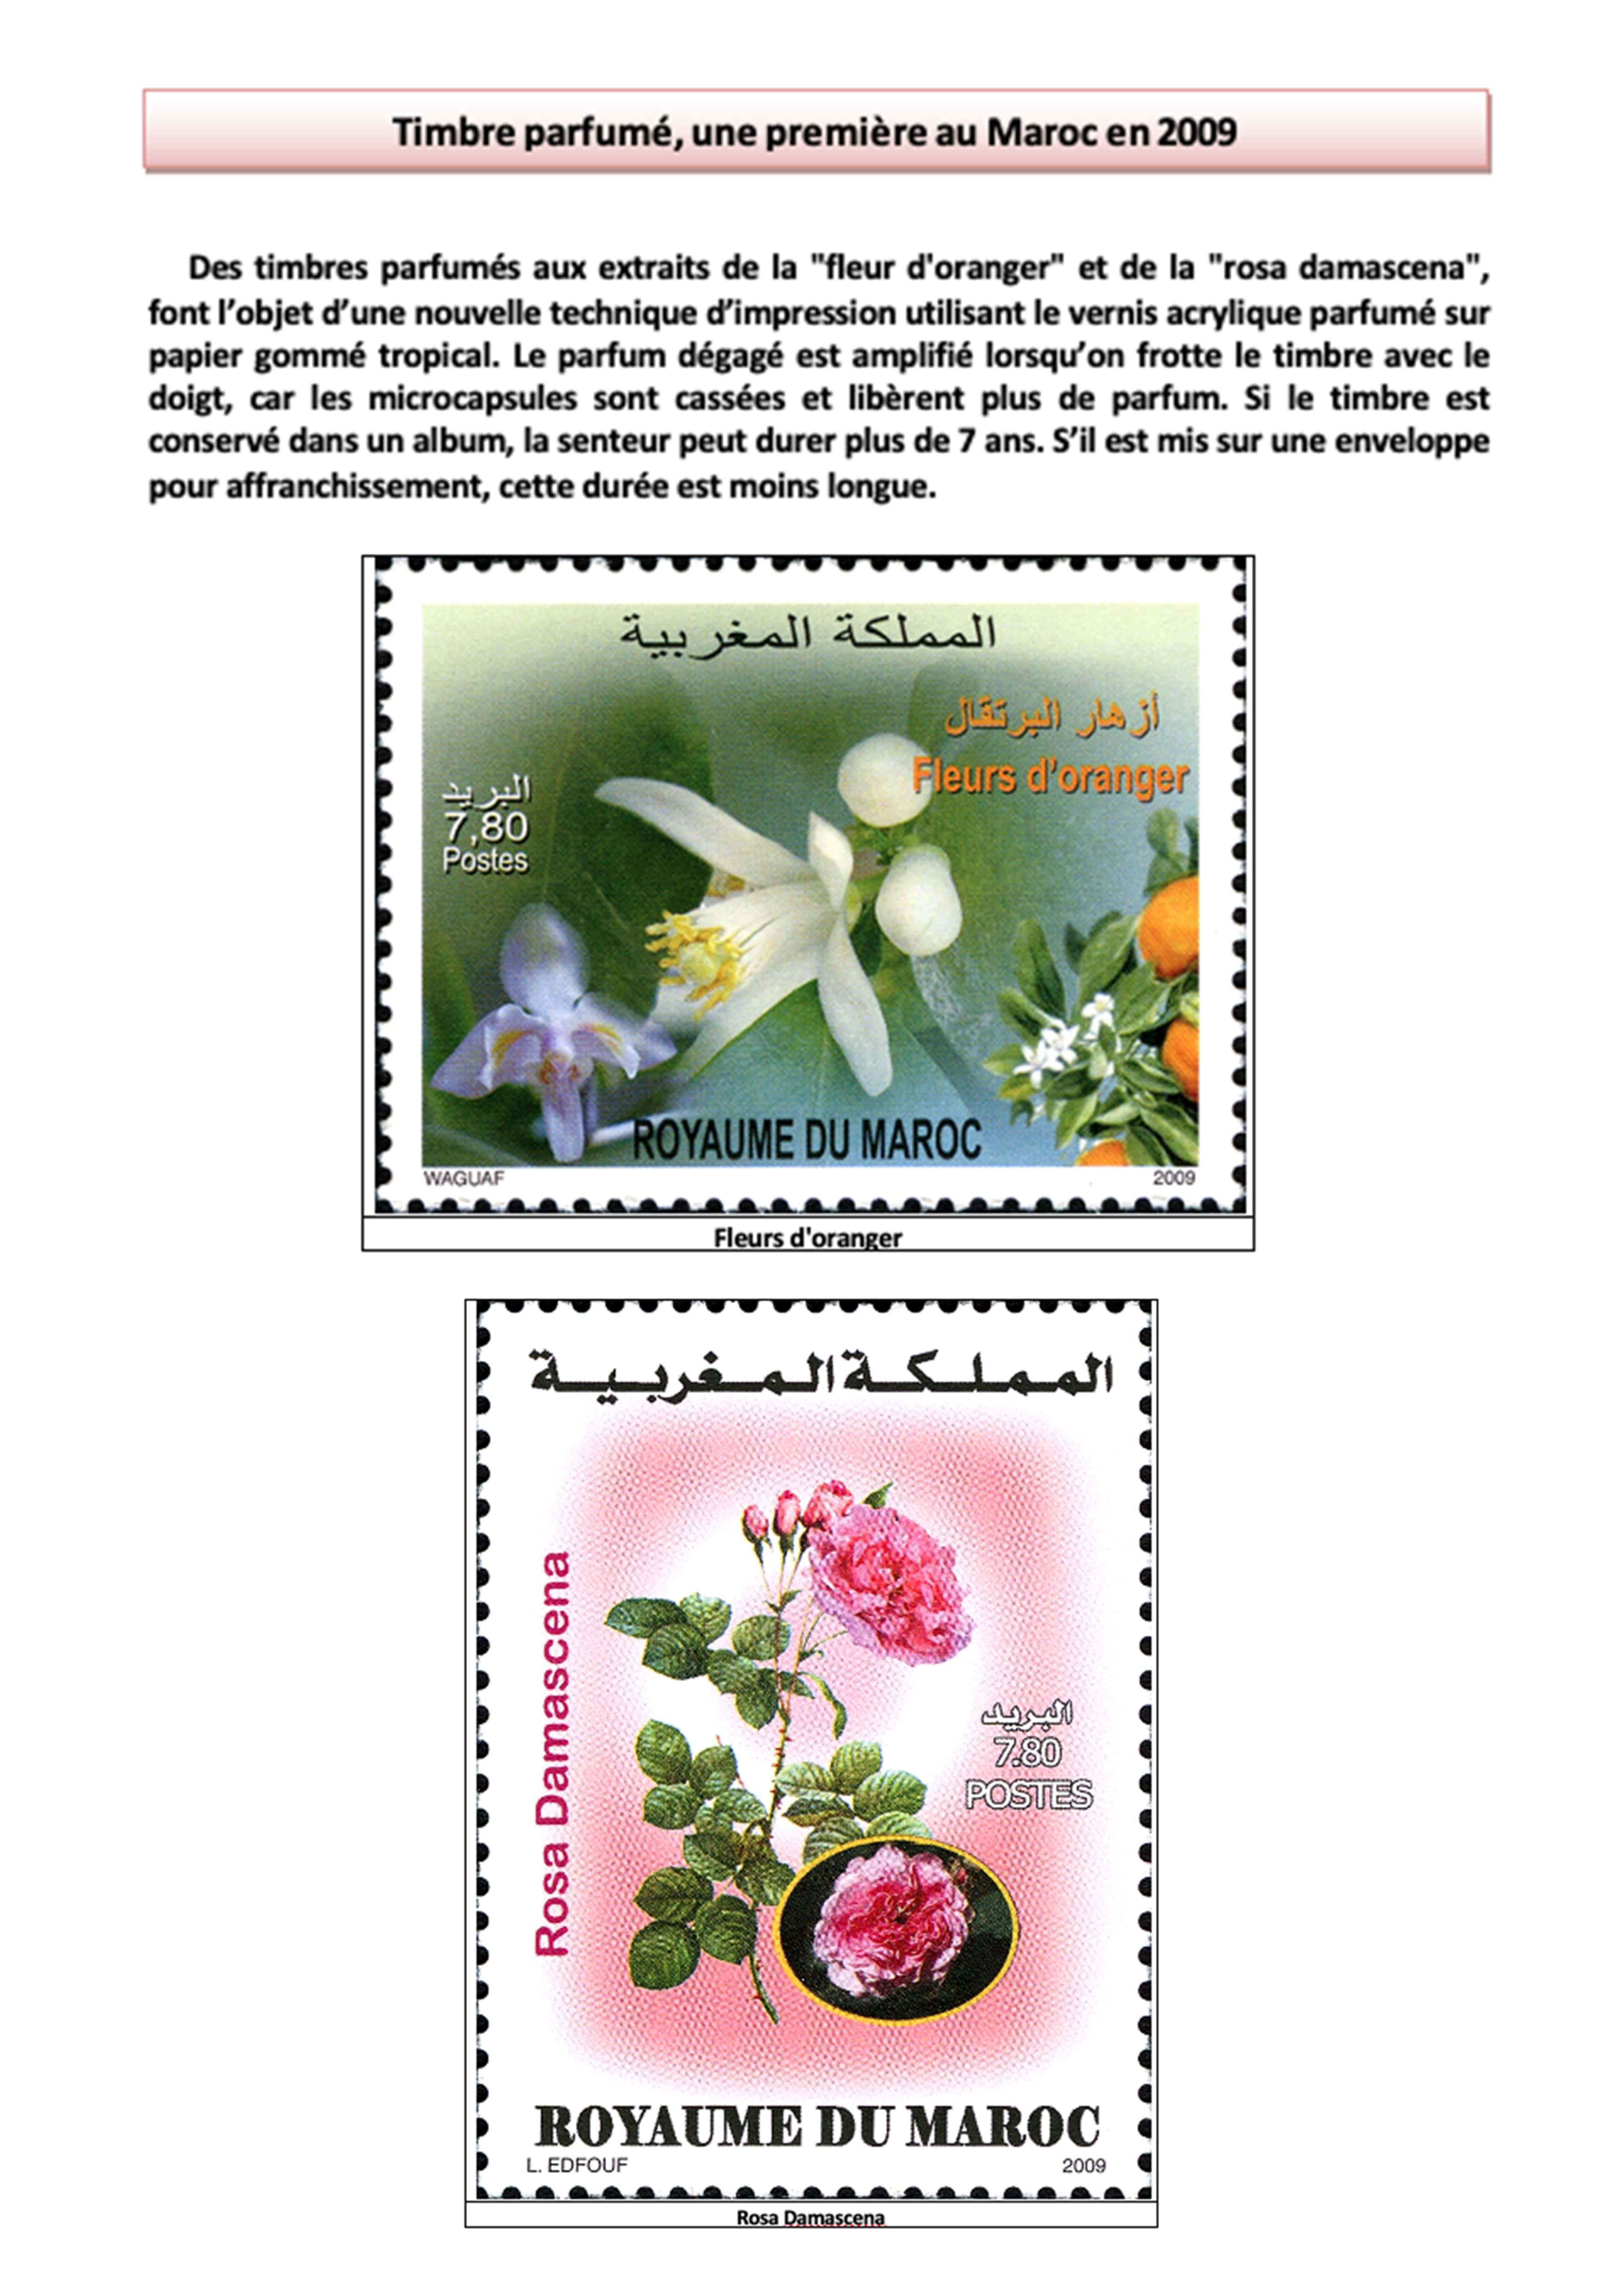 Timbre parfumé, une première au Maroc en 2009
Des timbres parfumés aux extraits de la "fleur d'oranger" et de la "rosa damascena",
font l’objet d’une nouvelle technique d’impression utilisant le vernis acrylique parfumé sur
papier gommé tropical. Le parfum dégagé est amplifié lorsqu’on frotte le timbre avec le
doigt, car les microcapsules sont cassées et libèrent plus de parfum. Si le timbre est
conservé dans un album, la senteur peut durer plus de 7 ans. S’il est mis sur une enveloppe
pour affranchissement, cette durée est moins longue.
المملكة المغربية
أزهار البرتقال
Fleurs d'oranger
البريد
7,80
Postes
ROYAUME DU MAROC
WAGUAF
2009
Fleurs d'oranger
المملكة المغربية
Rosa Damascena
البريد
7.80
POSTES
ROYAUME DU MAROC
L. EDFOUF
2009
Rosa Damascena